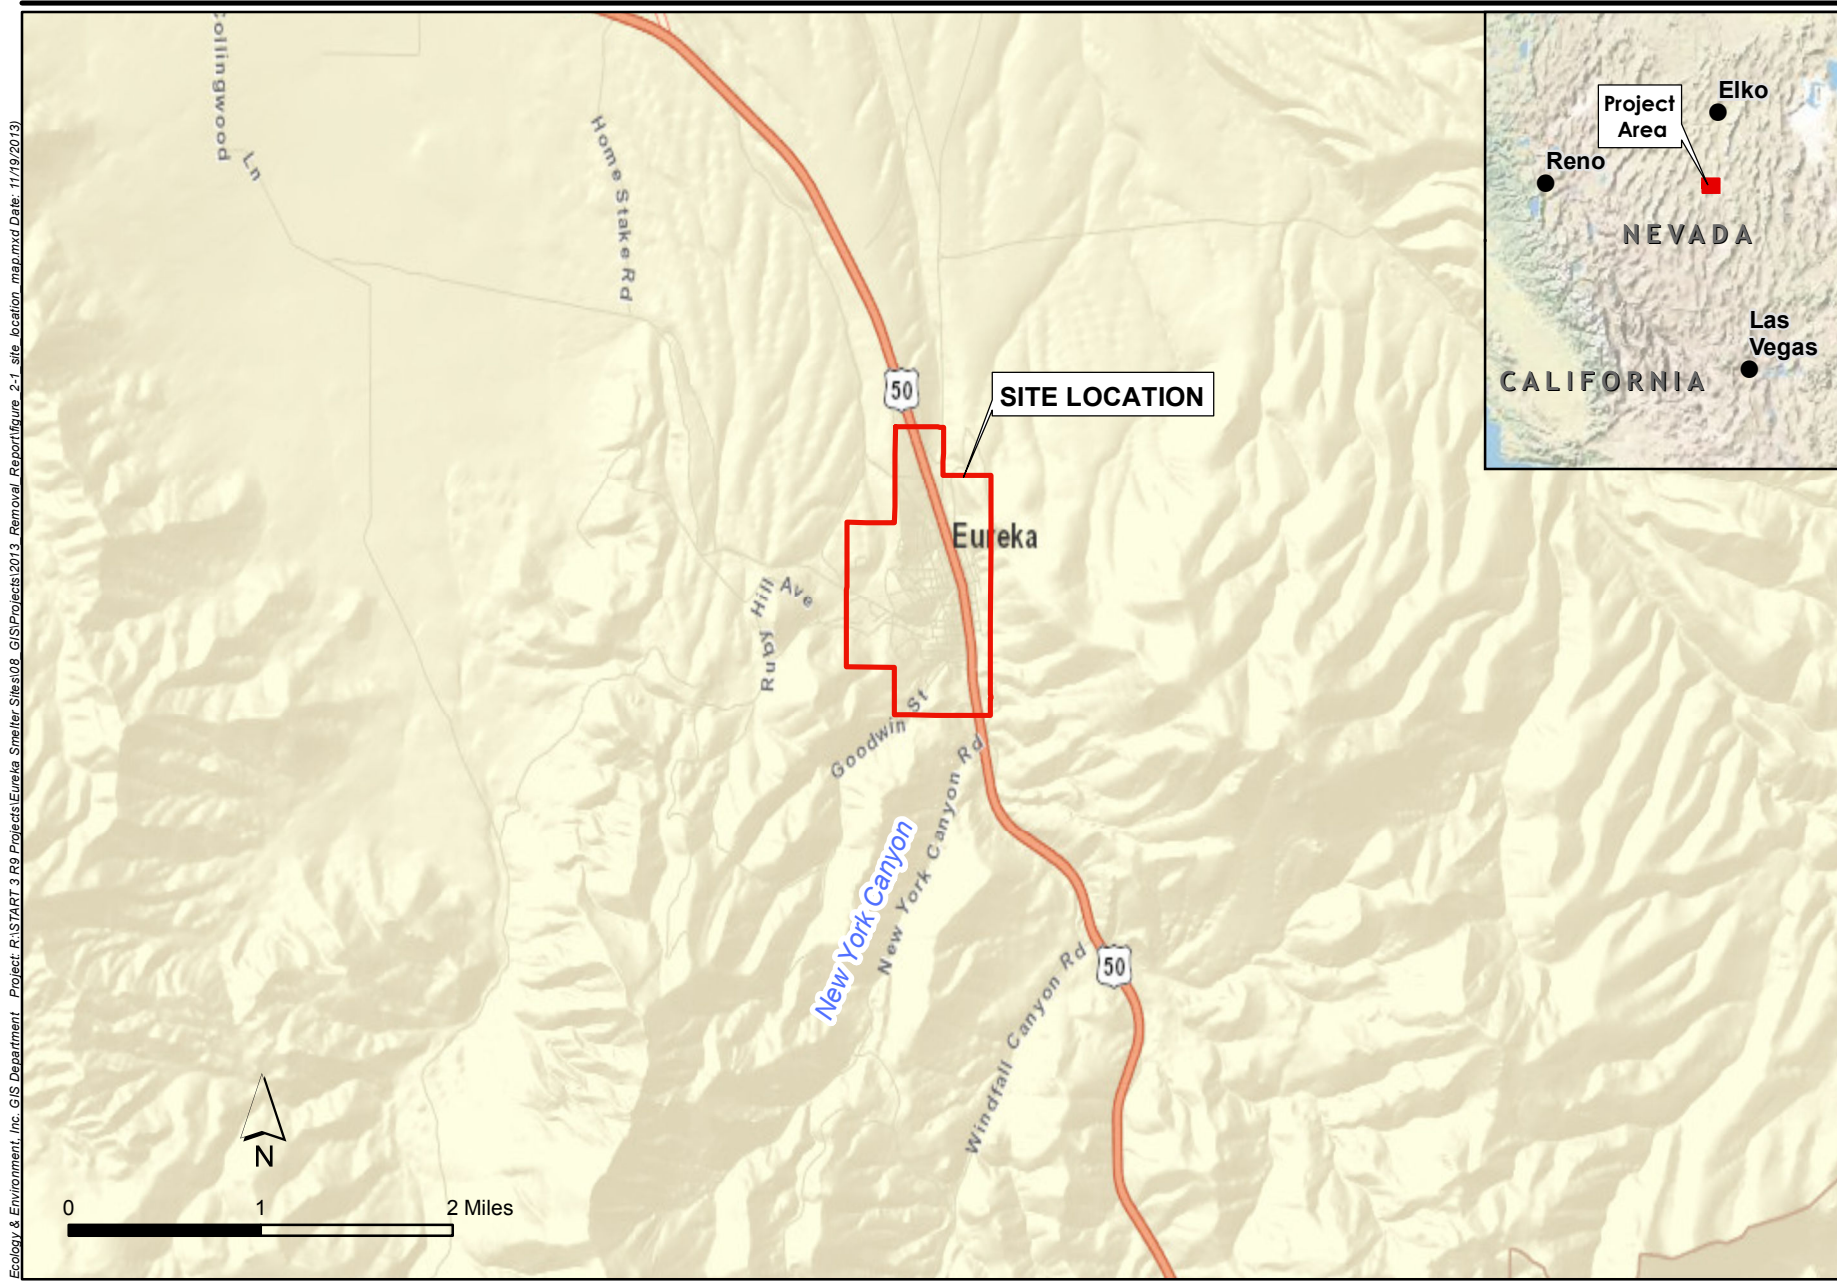 Collingwood
Ln
Home Stake Rd
50
SITE LOCATION
Eureka
Ruby Hill Ave
Goodwin St
New York Canyon Rd
New York Canyon
Windfall Canyon Rd
50
N
0 1 2 Miles
Project
Area
Elko
Reno
NEVADA
Las
Vegas
CALIFORNIA
Ecology & Environment, Inc. GIS Department Project: R:\START 3 R9 Projects\Eureka Smelter Sites\08_GIS\Projects\2013_Removal_Report\figure_2-1_site_location_map.mxd Date: 11/19/2013)